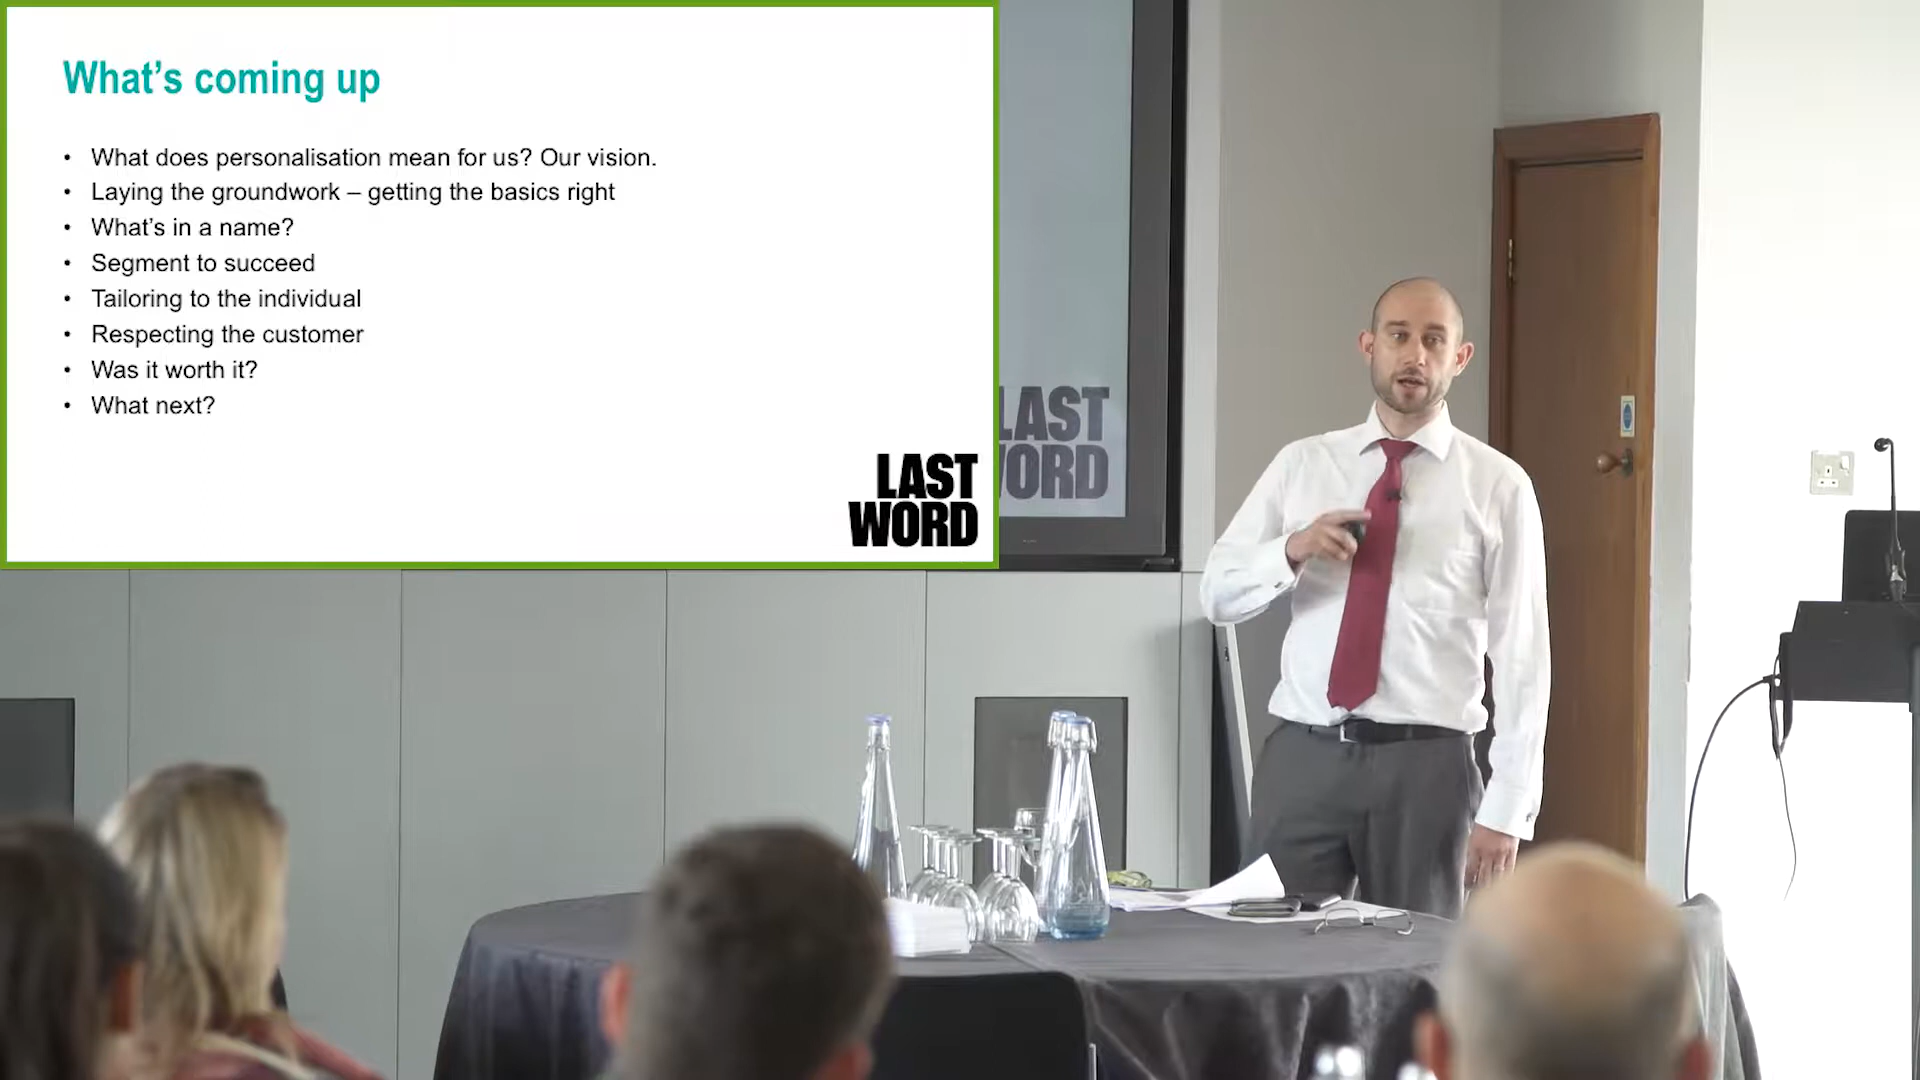 What’s coming up
• What does personalisation mean for us? Our vision.
• Laying the groundwork – getting the basics right
• What’s in a name?
• Segment to succeed
• Tailoring to the individual
• Respecting the customer
• Was it worth it?
• What next?
LAST
WORD
LAST
WORD